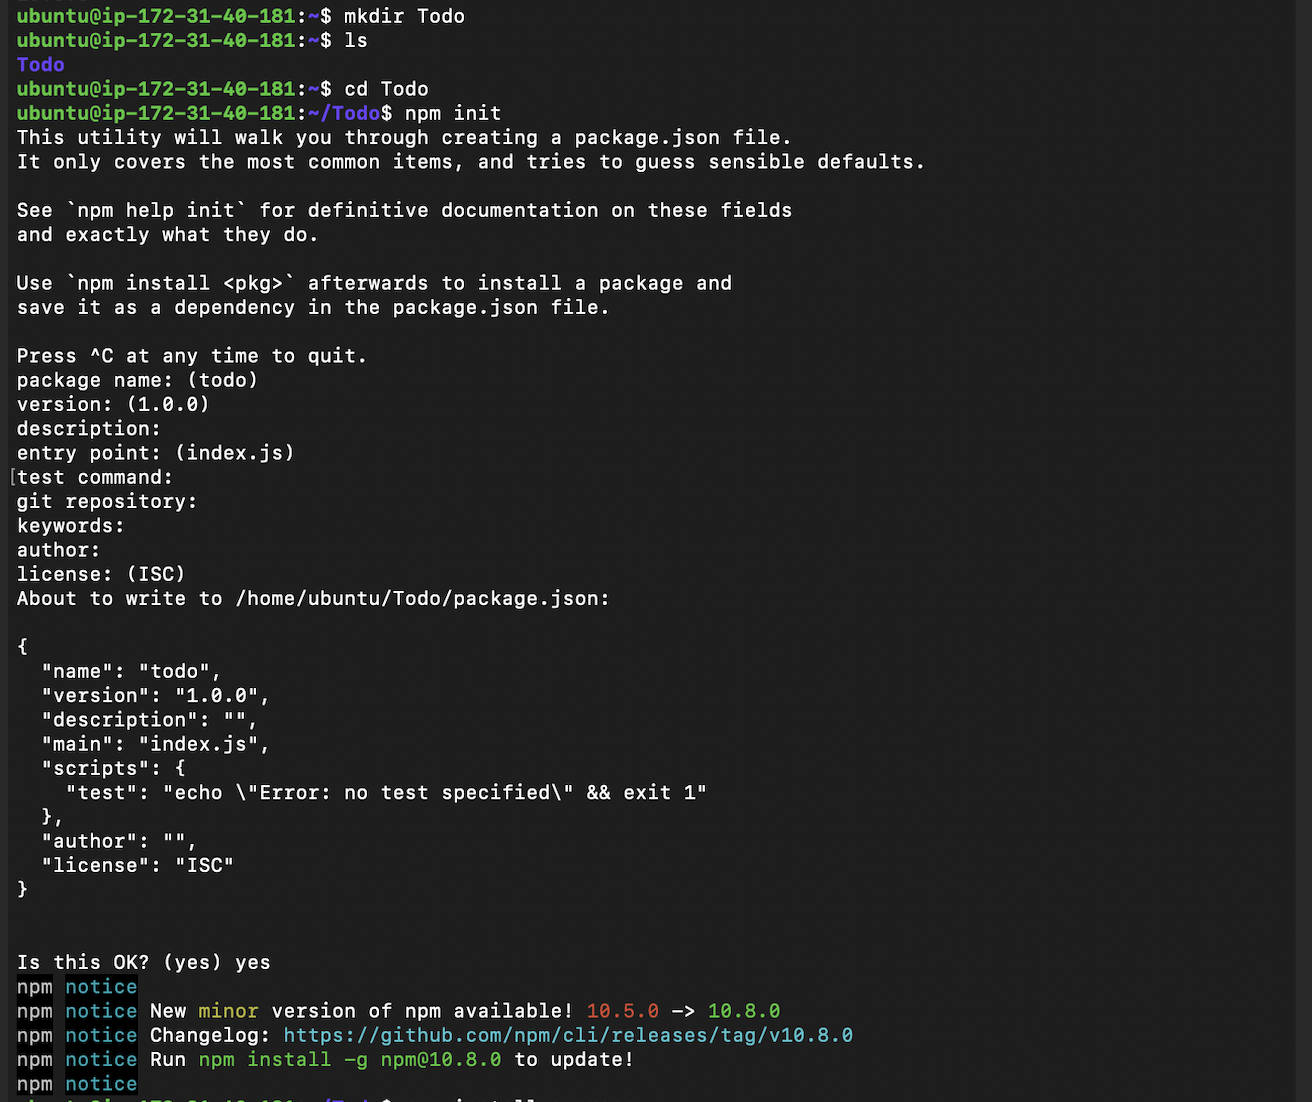 ubuntu@ip-172-31-40-181:~$ mkdir Todo
ubuntu@ip-172-31-40-181:~$ ls
Todo
ubuntu@ip-172-31-40-181:~$ cd Todo
ubuntu@ip-172-31-40-181:~/Todo$ npm init
This utility will walk you through creating a package.json file.
It only covers the most common items, and tries to guess sensible defaults.

See `npm help init` for definitive documentation on these fields
and exactly what they do.

Use `npm install <pkg>` afterwards to install a package and
save it as a dependency in the package.json file.

Press ^C at any time to quit.
package name: (todo)
version: (1.0.0)
description:
entry point: (index.js)
[test command:
git repository:
keywords:
author:
license: (ISC)
About to write to /home/ubuntu/Todo/package.json:

{
  "name": "todo",
  "version": "1.0.0",
  "description": "",
  "main": "index.js",
  "scripts": {
    "test": "echo \"Error: no test specified\" && exit 1"
  },
  "author": "",
  "license": "ISC"
}

Is this OK? (yes) yes
npm notice
npm notice New minor version of npm available! 10.5.0 -> 10.8.0
npm notice Changelog: https://github.com/npm/cli/releases/tag/v10.8.0
npm notice Run npm install -g npm@10.8.0 to update!
npm notice